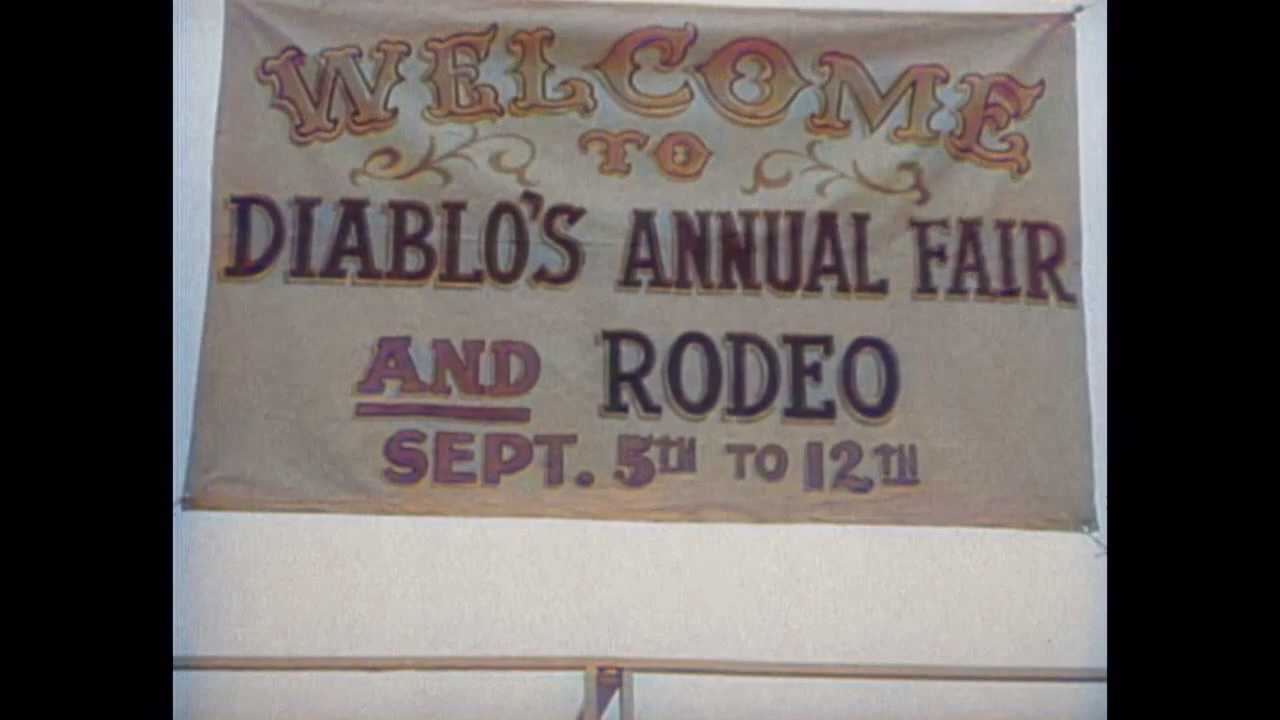 WELCOME
TO
DIABLO'S ANNUAL FAIR
AND RODEO
SEPT. 5TH TO 12TH